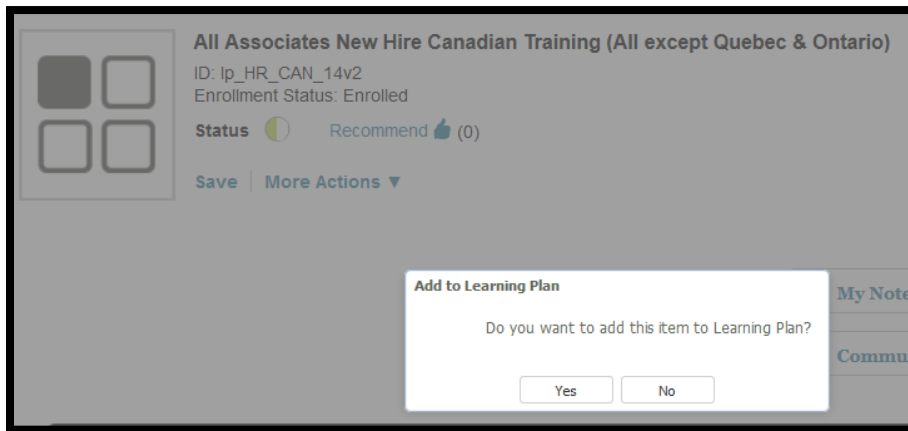 All Associates New Hire Canadian Training (All except Quebec & Ontario)
ID: lp_HR_CAN_14v2
Enrollment Status: Enrolled
Status Recommend (0)
Save More Actions ▼
Add to Learning Plan
My Note
Do you want to add this item to Learning Plan?
Commu
Yes No